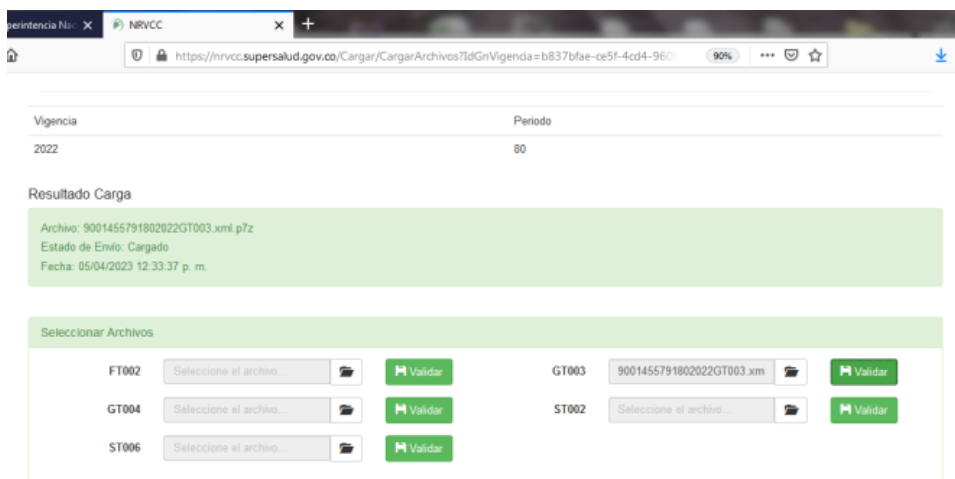 perintencia Nac
NRVCC
https://nrvcc.supersalud.gov.co/Cargar/CargarArchivos?IdGnVigencia=b837bfae-ce5f-4cd4-960
90%
Vigencia Periodo
2022 80
Resultado Carga
Archivo: 9001455791802022GT003.xml.p7z
Estado de Envío: Cargado
Fecha: 05/04/2023 12:33:37 p. m.
Seleccionar Archivos
FT002 Seleccione el archivo... Validar GT003 9001455791802022GT003.xm Validar
GT004 Seleccione el archivo... Validar ST002 Seleccione el archivo... Validar
ST006 Seleccione el archivo... Validar